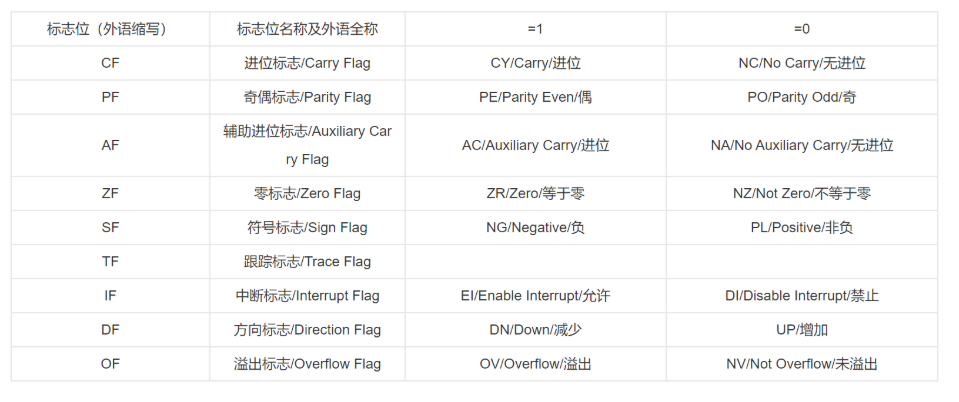 标志位（外语缩写） 标志位名称及外语全称 =1 =0
CF 进位标志/Carry Flag CY/Carry/进位 NC/No Carry/无进位
PF 奇偶标志/Parity Flag PE/Parity Even/偶 PO/Parity Odd/奇
AF 辅助进位标志/Auxiliary Car
ry Flag AC/Auxiliary Carry/进位 NA/No Auxiliary Carry/无进位
ZF 零标志/Zero Flag ZR/Zero/等于零 NZ/Not Zero/不等于零
SF 符号标志/Sign Flag NG/Negative/负 PL/Positive/非负
TF 跟踪标志/Trace Flag
IF 中断标志/Interrupt Flag EI/Enable Interrupt/允许 DI/Disable Interrupt/禁止
DF 方向标志/Direction Flag DN/Down/减少 UP/增加
OF 溢出标志/Overflow Flag OV/Overflow/溢出 NV/Not Overflow/未溢出